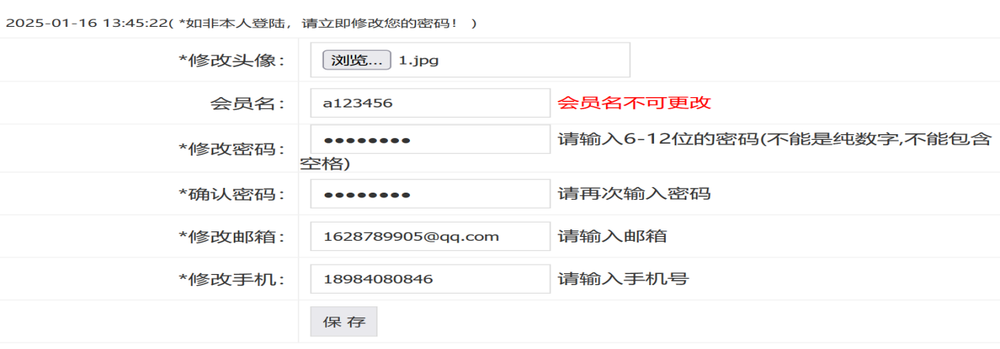 2025-01-16 13:45:22( *如非本人登陆，请立即修改您的密码！ )
*修改头像： 浏览... 1.jpg
会员名： a123456 会员名不可更改
*修改密码： ●●●●●●●● 请输入6-12位的密码(不能是纯数字,不能包含
空格)
*确认密码： ●●●●●●●● 请再次输入密码
*修改邮箱： 1628789905@qq.com 请输入邮箱
*修改手机： 18984080846 请输入手机号
保 存